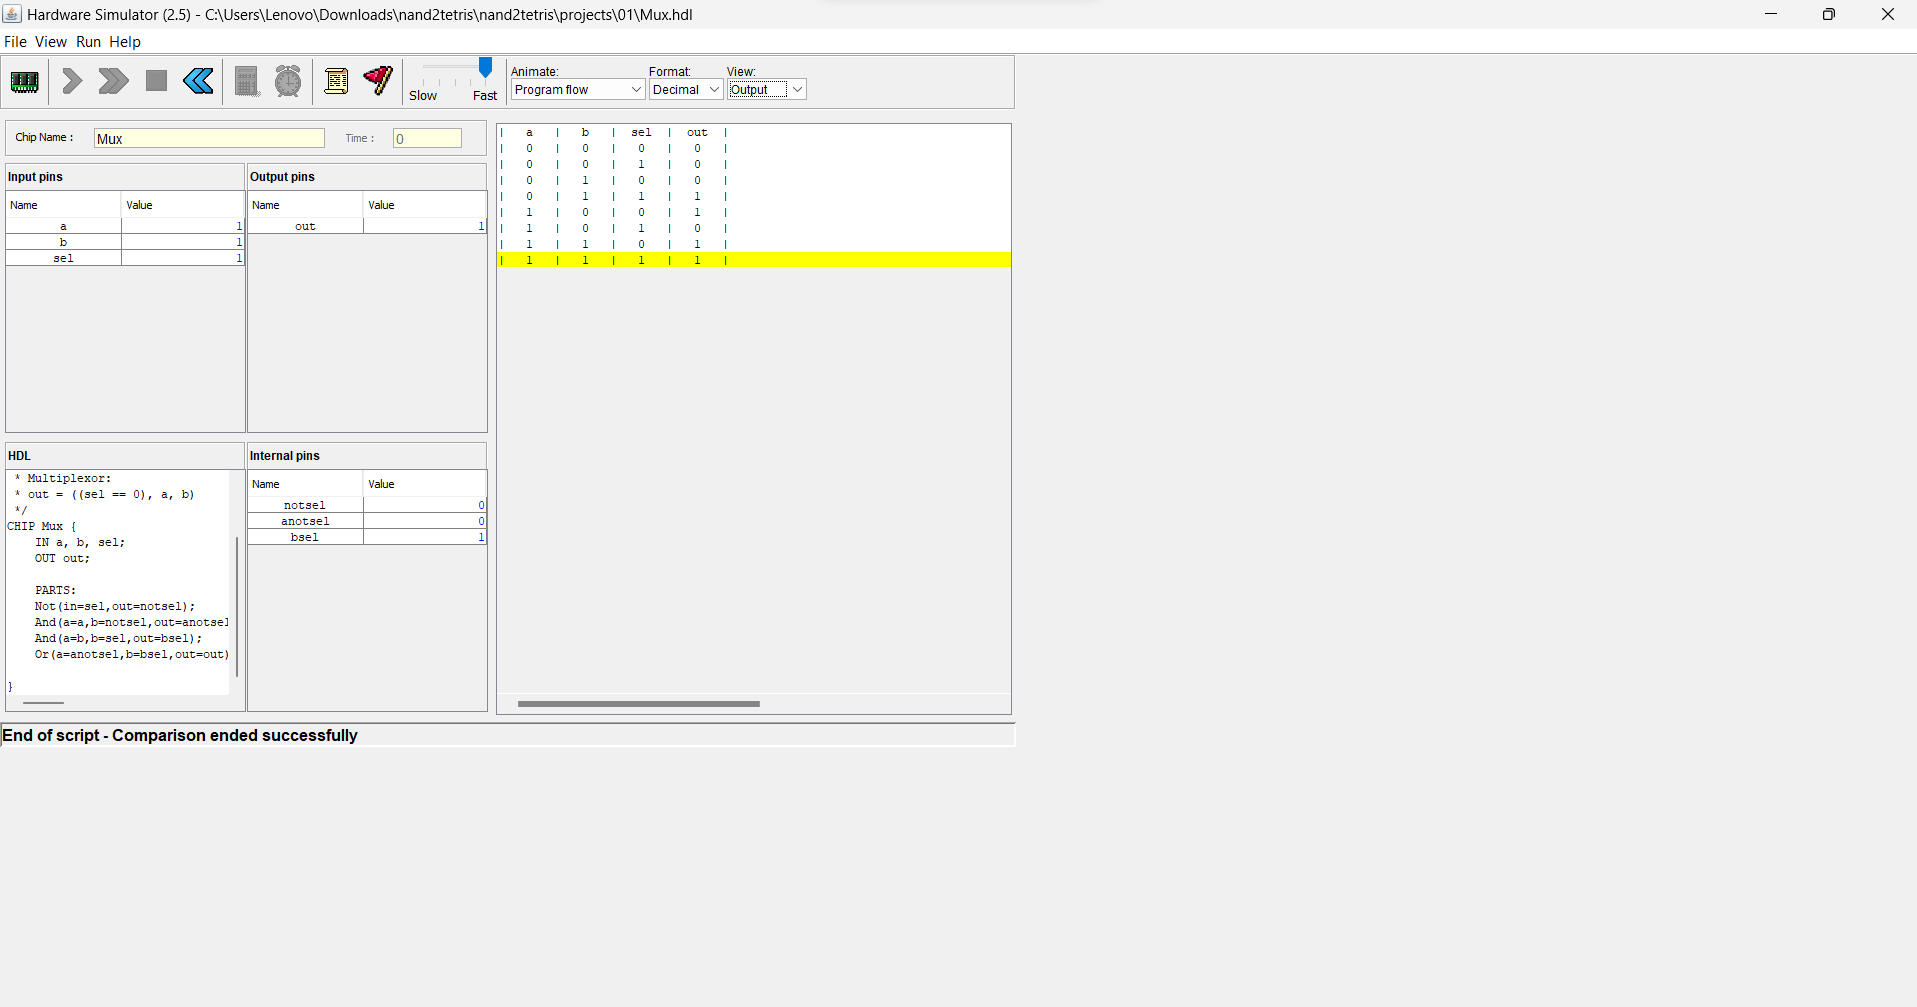 Hardware Simulator (2.5) - C:\Users\Lenovo\Downloads\nand2tetris\nand2tetris\projects\01\Mux.hdl
File View Run Help
Slow Fast
Animate: Format: View:
Program flow Decimal Output
Chip Name : Mux Time : 0
Input pins
Name Value
a 1
b 1
sel 1
Output pins
Name Value
out 1
HDL
* Multiplexor:
* out = ((sel == 0), a, b)
*/
CHIP Mux {
IN a, b, sel;
OUT out;
PARTS:
Not(in=sel,out=notsel);
And(a=a,b=notsel,out=anotsel
And(a=b,b=sel,out=bsel);
Or(a=anotsel,b=bsel,out=out)
}
Internal pins
Name Value
notsel 0
anotsel 0
bsel 1
| a | b | sel | out |
| 0 | 0 | 0 | 0 |
| 0 | 0 | 1 | 0 |
| 0 | 1 | 0 | 0 |
| 0 | 1 | 1 | 1 |
| 1 | 0 | 0 | 1 |
| 1 | 0 | 1 | 0 |
| 1 | 1 | 0 | 1 |
| 1 | 1 | 1 | 1 |
End of script - Comparison ended successfully